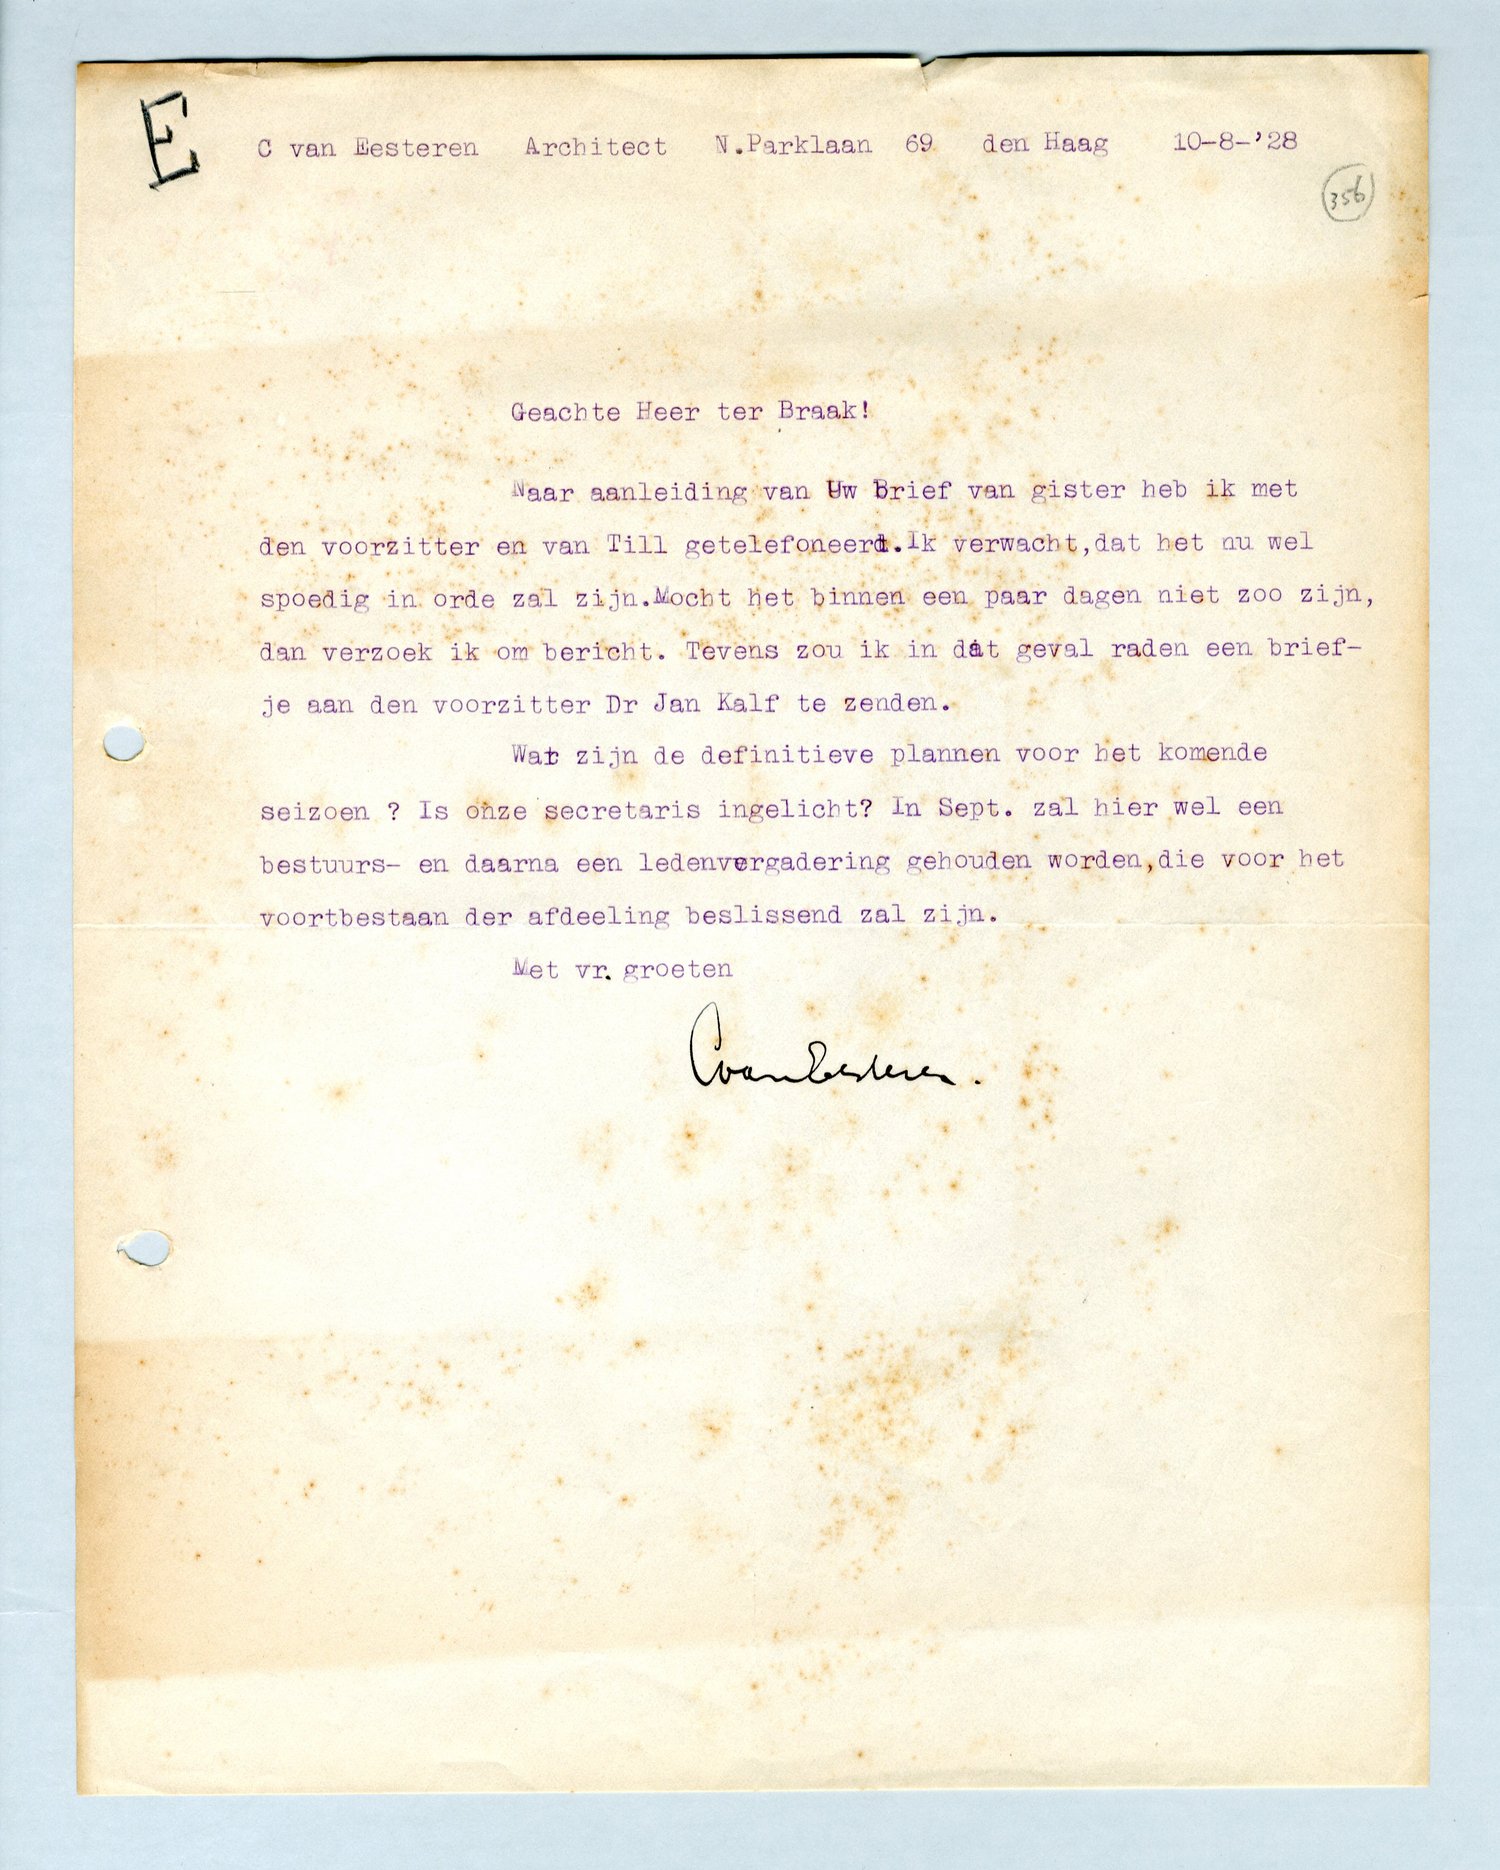 E
C van Eesteren Architect N.Parklaan 69 den Haag 10-8-'28
356
Geachte Heer ter Braak!
Naar aanleiding van Uw Brief van gister heb ik met
den voorzitter en van Till getelefoneerd.Ik verwacht,dat het nu wel
spoedig in orde zal zijn.Mocht het binnen een paar dagen niet zoo zijn,
dan verzoek ik om bericht. Tevens zou ik in dat geval raden een brief-
je aan den voorzitter Dr Jan Kalf te zenden.
Wat zijn de definitieve plannen voor het komende
seizoen ? Is onze secretaris ingelicht? In Sept. zal hier wel een
bestuurs- en daarna een ledenvergadering gehouden worden,die voor het
voortbestaan der afdeeling beslissend zal zijn.
Met vr. groeten
C van Eesteren.